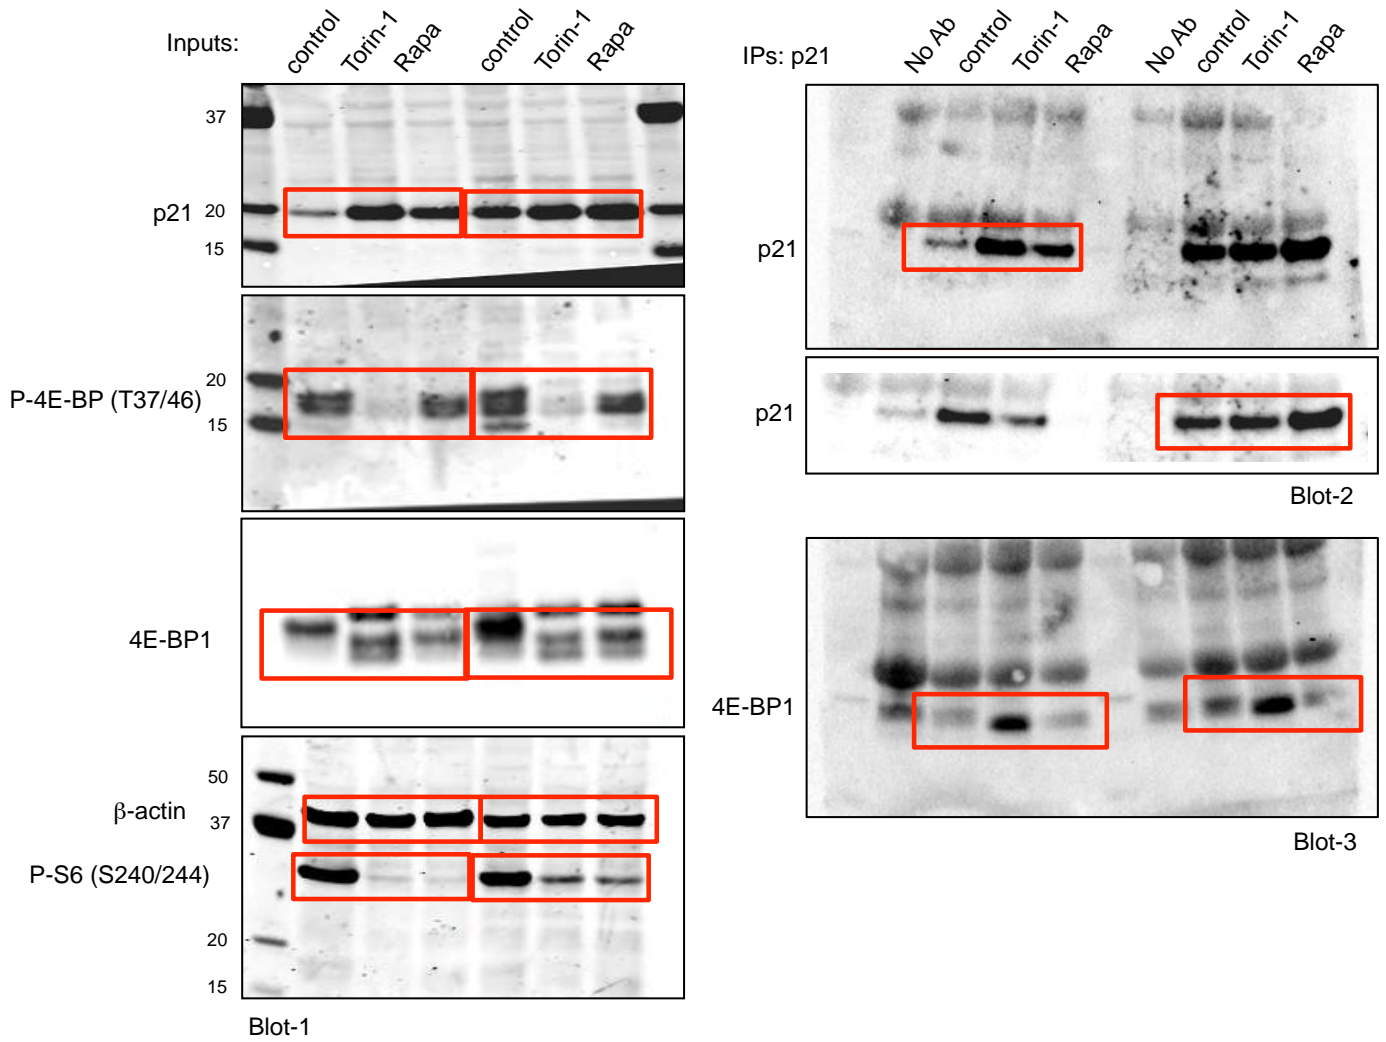 Inputs:
control Torin-1 Rapa control Torin-1 Rapa
37
p21 20
15
20
P-4E-BP (T37/46)
15
4E-BP1
50
β-actin 37
P-S6 (S240/244)
20
15
Blot-1
IPs: p21
No Ab control Torin-1 Rapa No Ab control Torin-1 Rapa
p21
p21
Blot-2
4E-BP1
Blot-3